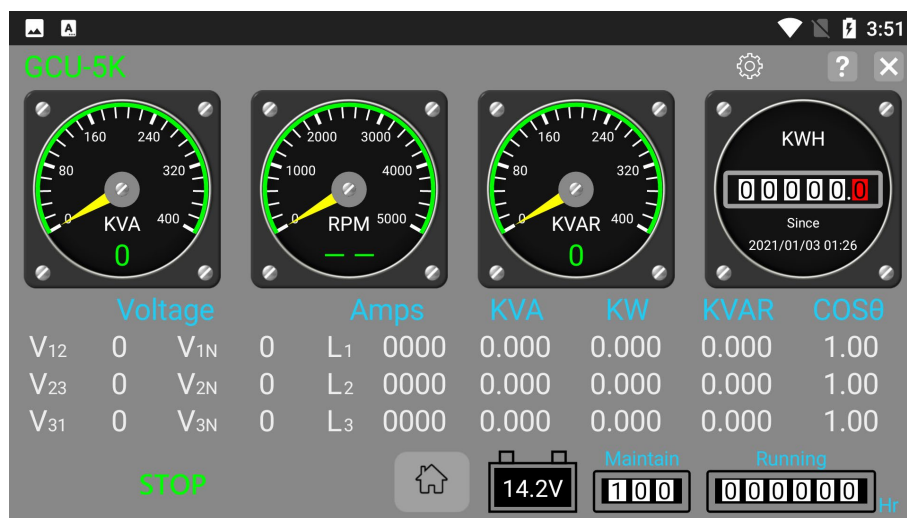 A
3:51
GCU-5K
?
0 80 160 240 320 400
KVA
0
0 1000 2000 3000 4000 5000
RPM
— —
0 80 160 240 320 400
KVAR
0
KWH
00000.0
Since
2021/01/03 01:26
Voltage Amps KVA KW KVAR COSθ
V12 0 V1N 0 L1 0000 0.000 0.000 0.000 1.00
V23 0 V2N 0 L2 0000 0.000 0.000 0.000 1.00
V31 0 V3N 0 L3 0000 0.000 0.000 0.000 1.00
Maintain Running
STOP 14.2V 100 000000 Hr